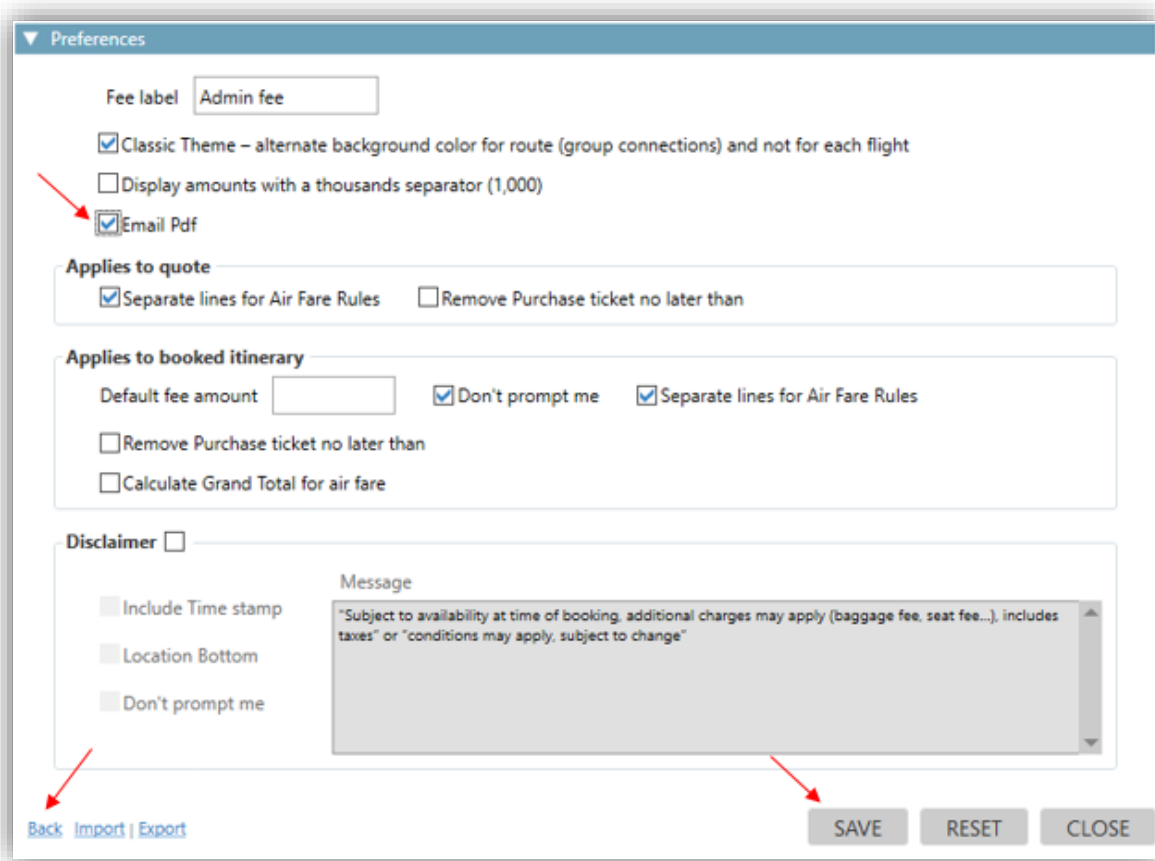 Preferences
Fee label Admin fee
Classic Theme – alternate background color for route (group connections) and not for each flight
Display amounts with a thousands separator (1,000)
Email Pdf
Applies to quote
Separate lines for Air Fare Rules Remove Purchase ticket no later than
Applies to booked itinerary
Default fee amount Don't prompt me Separate lines for Air Fare Rules
Remove Purchase ticket no later than
Calculate Grand Total for air fare
Disclaimer
Message
Include Time stamp
Location Bottom
Don't prompt me
"Subject to availability at time of booking, additional charges may apply (baggage fee, seat fee...), includes
taxes" or "conditions may apply, subject to change"
Back Import | Export SAVE RESET CLOSE